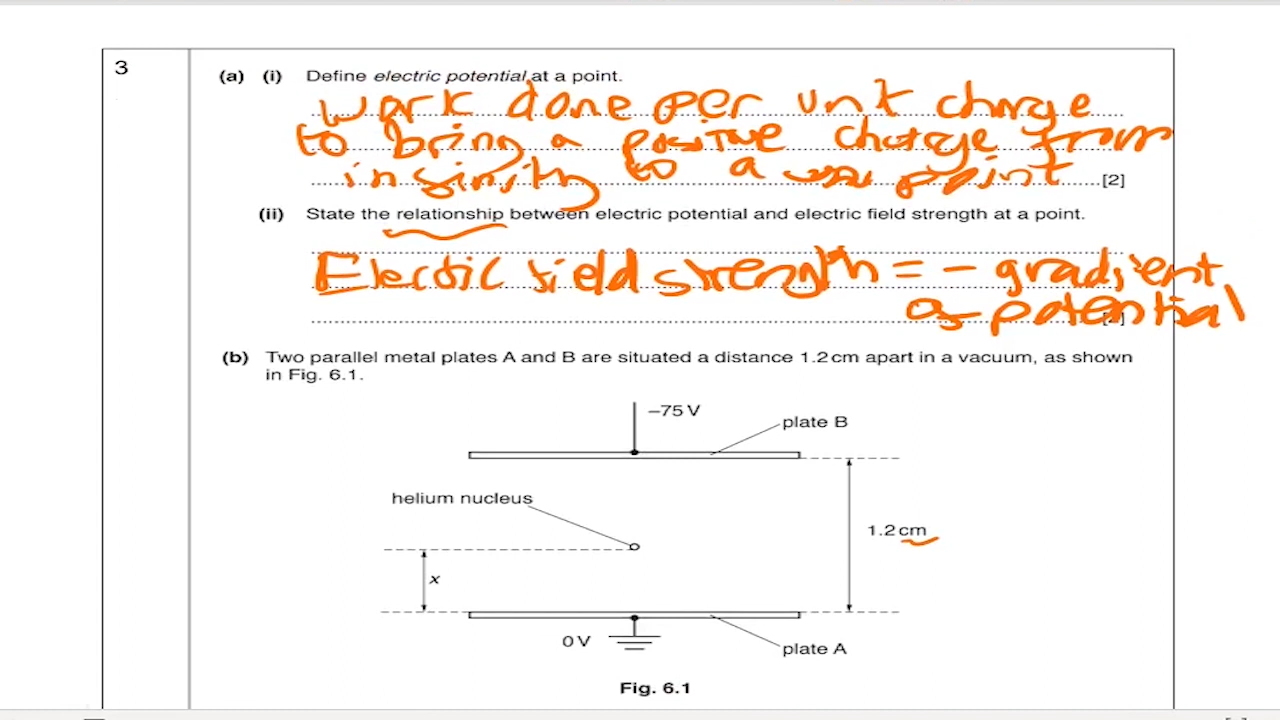 3
(a) (i) Define electric potential at a point.
work done per unit charge
to bring a positive charge from
infinity to a point [2]
(ii) State the relationship between electric potential and electric field strength at a point.
Electric field strength = - gradient
of potential
(b) Two parallel metal plates A and B are situated a distance 1.2 cm apart in a vacuum, as shown
in Fig. 6.1.
–75 V
plate B
helium nucleus
1.2 cm
x
0 V
plate A
Fig. 6.1